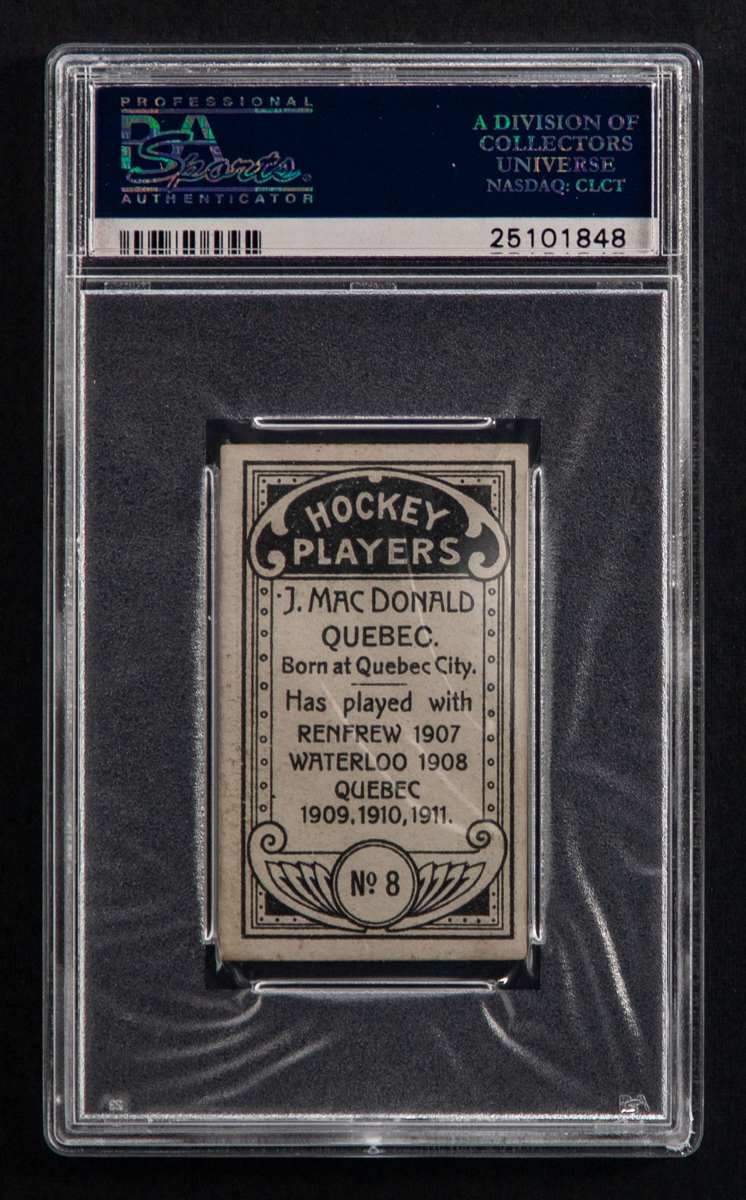 PROFESSIONAL
PSA
Sports®
AUTHENTICATOR
A DIVISION OF
COLLECTORS
UNIVERSE
NASDAQ: CLCT
25101848
HOCKEY
PLAYERS
J. MAC DONALD
QUEBEC.
Born at Quebec City.
Has played with
RENFREW 1907
WATERLOO 1908
QUEBEC
1909, 1910, 1911.
Nº 8
PSA